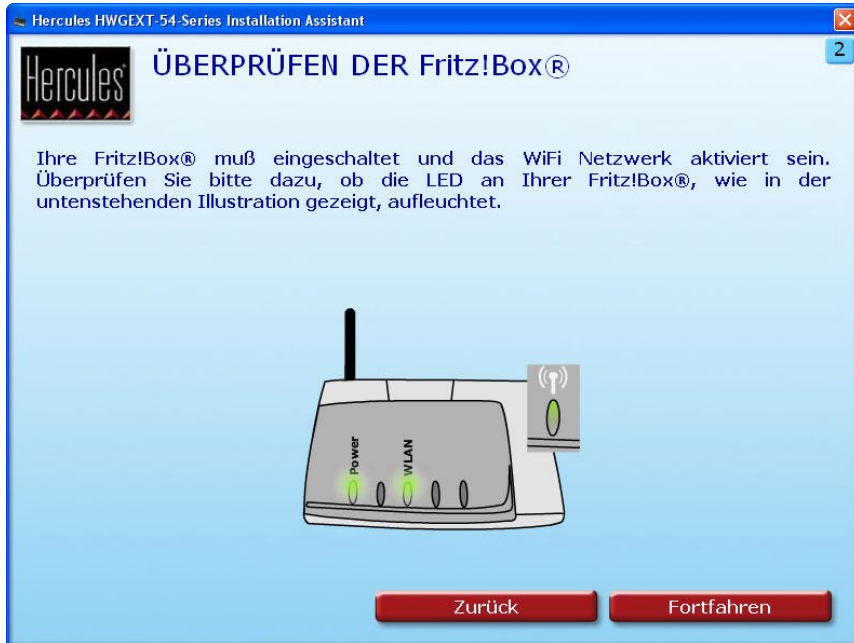 Hercules HWGEXT-54-Series Installation Assistant
2
Hercules
ÜBERPRÜFEN DER Fritz!Box®
Ihre Fritz!Box® muß eingeschaltet und das WiFi Netzwerk aktiviert sein.
Überprüfen Sie bitte dazu, ob die LED an Ihrer Fritz!Box®, wie in der
untenstehenden Illustration gezeigt, aufleuchtet.
Power
WLAN
Zurück
Fortfahren